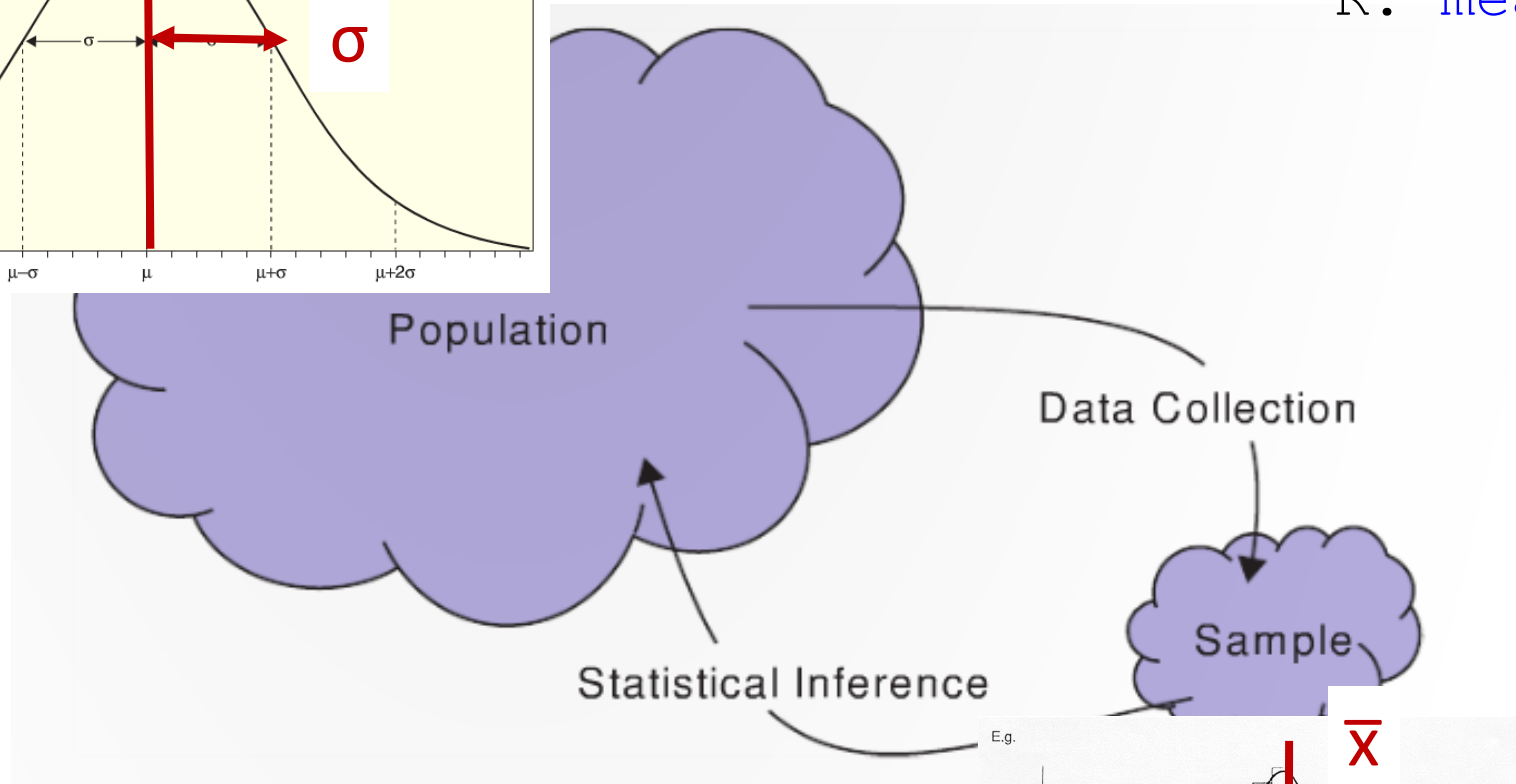 σ
σ
μ–σ
μ
μ+σ
μ+2σ
Population
Data Collection
Sample
Statistical Inference
E.g.
x̅